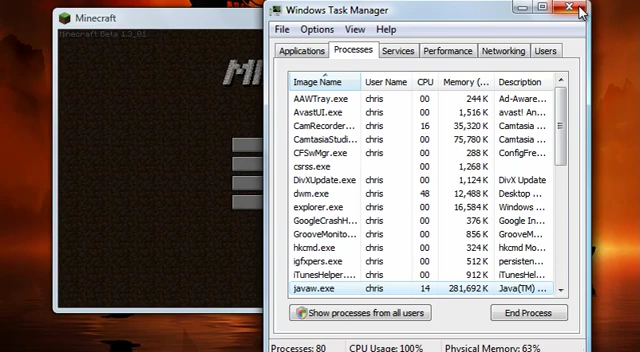 Minecraft
Minecraft Beta 1.3_01
Windows Task Manager
File Options View Help
Applications Processes Services Performance Networking Users
Image Name User Name CPU Memory (... Description
AAWTray.exe chris 00 244 K Ad-Aware...
AvastUI.exe chris 00 1,516 K avast! An...
CamRecorder... chris 16 35,320 K Camtasia ...
CamtasiaStudi... chris 00 75,780 K Camtasia ...
CFSwMgr.exe chris 00 288 K ConfigFre...
csrss.exe 00 1,268 K
DivXUpdate.exe chris 00 1,124 K DivX Update
dwm.exe chris 48 12,488 K Desktop ...
explorer.exe chris 00 16,584 K Windows ...
GoogleCrashH... chris 00 376 K Google In...
GrooveMonito... chris 00 856 K GrooveMo...
hkcmd.exe chris 00 324 K hkcmd Mo...
igfxpers.exe chris 00 512 K persisten...
iTunesHelper.... chris 00 912 K iTunesHel...
javaw.exe chris 14 281,692 K Java(TM) ...
Show processes from all users End Process
Processes: 80 CPU Usage: 100% Physical Memory: 63%